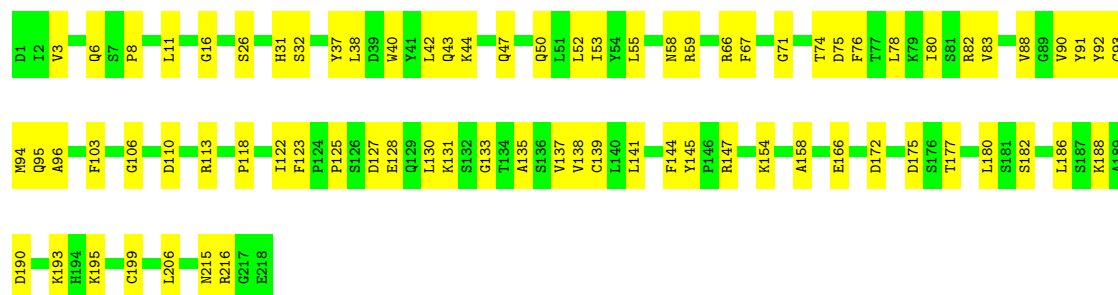 D1 I2 V3 Q6 S7 P8 L11 G16 S26 H31 S32 Y37 L38 D39 W40 Y41 L42 Q43 K44 Q47 Q50 L51 L52 I53 Y54 L55 N58 R59 R66 F67 G71 T74 D75 F76 T77 L78 K79 I80 S81 R82 V83 V88 G89 V90 Y91 Y92 C93
M94 Q95 A96 F103 G106 D110 R113 P118 I122 F123 P124 P125 S126 D127 E128 Q129 L130 K131 S132 G133 T134 A135 S136 V137 V138 C139 L140 L141 F144 Y145 P146 R147 K154 A158 E166 D172 D175 S176 T177 L180 S181 S182 L186 S187 K188 A189
D190 K193 H194 K195 C199 L206 N215 R216 G217 E218